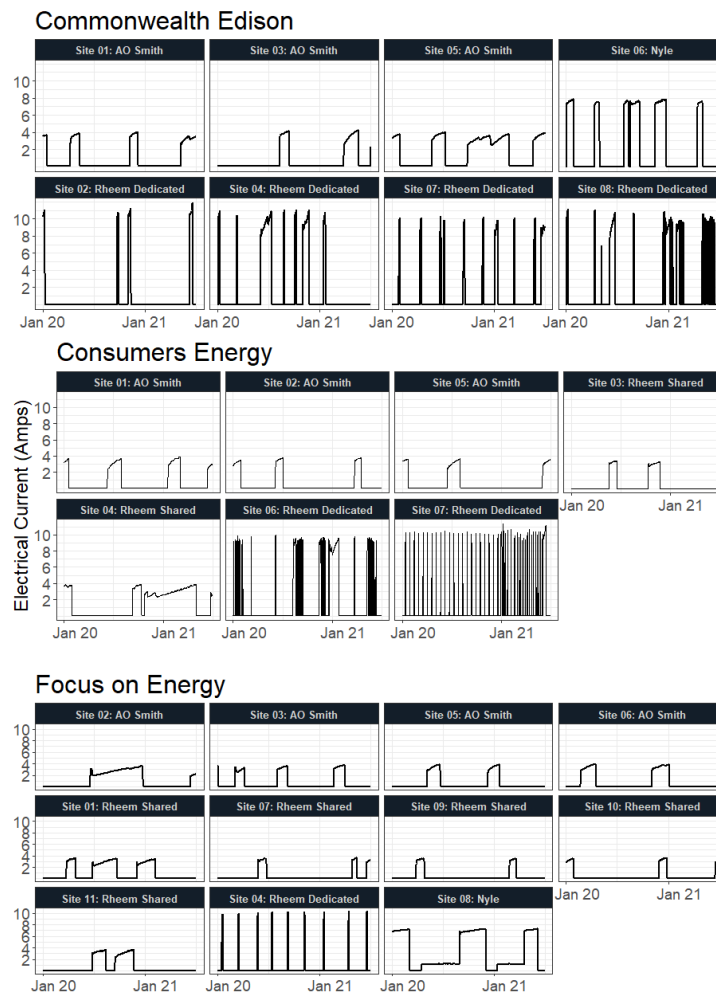 Commonwealth Edison
Site 01: AO Smith Site 03: AO Smith Site 05: AO Smith Site 06: Nyle
10
8
6
4
2
Site 02: Rheem Dedicated Site 04: Rheem Dedicated Site 07: Rheem Dedicated Site 08: Rheem Dedicated
10
8
6
4
2
Jan 20 Jan 21 Jan 20 Jan 21 Jan 20 Jan 21 Jan 20 Jan 21
Consumers Energy
Electrical Current (Amps)
Site 01: AO Smith Site 02: AO Smith Site 05: AO Smith Site 03: Rheem Shared
10
8
6
4
2
Jan 20 Jan 21
Site 04: Rheem Shared Site 06: Rheem Dedicated Site 07: Rheem Dedicated
10
8
6
4
2
Jan 20 Jan 21 Jan 20 Jan 21 Jan 20 Jan 21
Focus on Energy
Site 02: AO Smith Site 03: AO Smith Site 05: AO Smith Site 06: AO Smith
10
8
6
4
2
Site 01: Rheem Shared Site 07: Rheem Shared Site 09: Rheem Shared Site 10: Rheem Shared
10
8
6
4
2
Jan 20 Jan 21
Site 11: Rheem Shared Site 04: Rheem Dedicated Site 08: Nyle
10
8
6
4
2
Jan 20 Jan 21 Jan 20 Jan 21 Jan 20 Jan 21